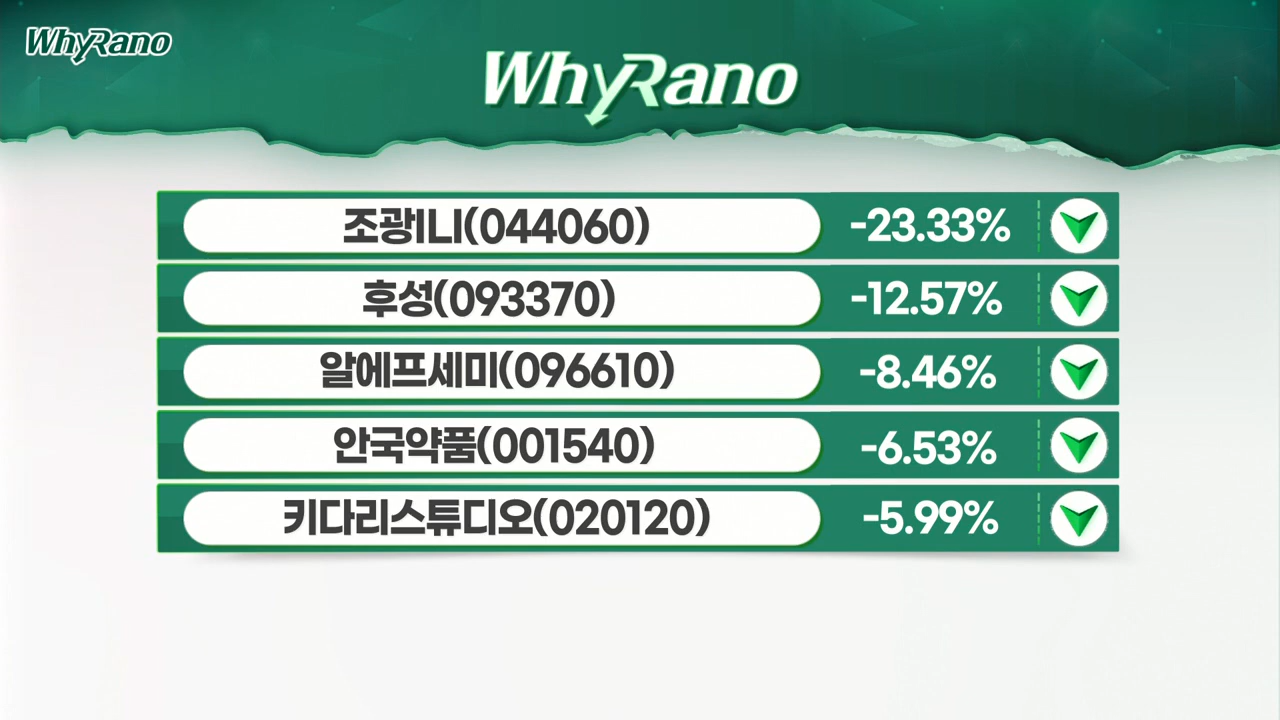 WhyRano
WhyRano
조광ILI(044060) -23.33%
후성(093370) -12.57%
알에프세미(096610) -8.46%
안국약품(001540) -6.53%
키다리스튜디오(020120) -5.99%